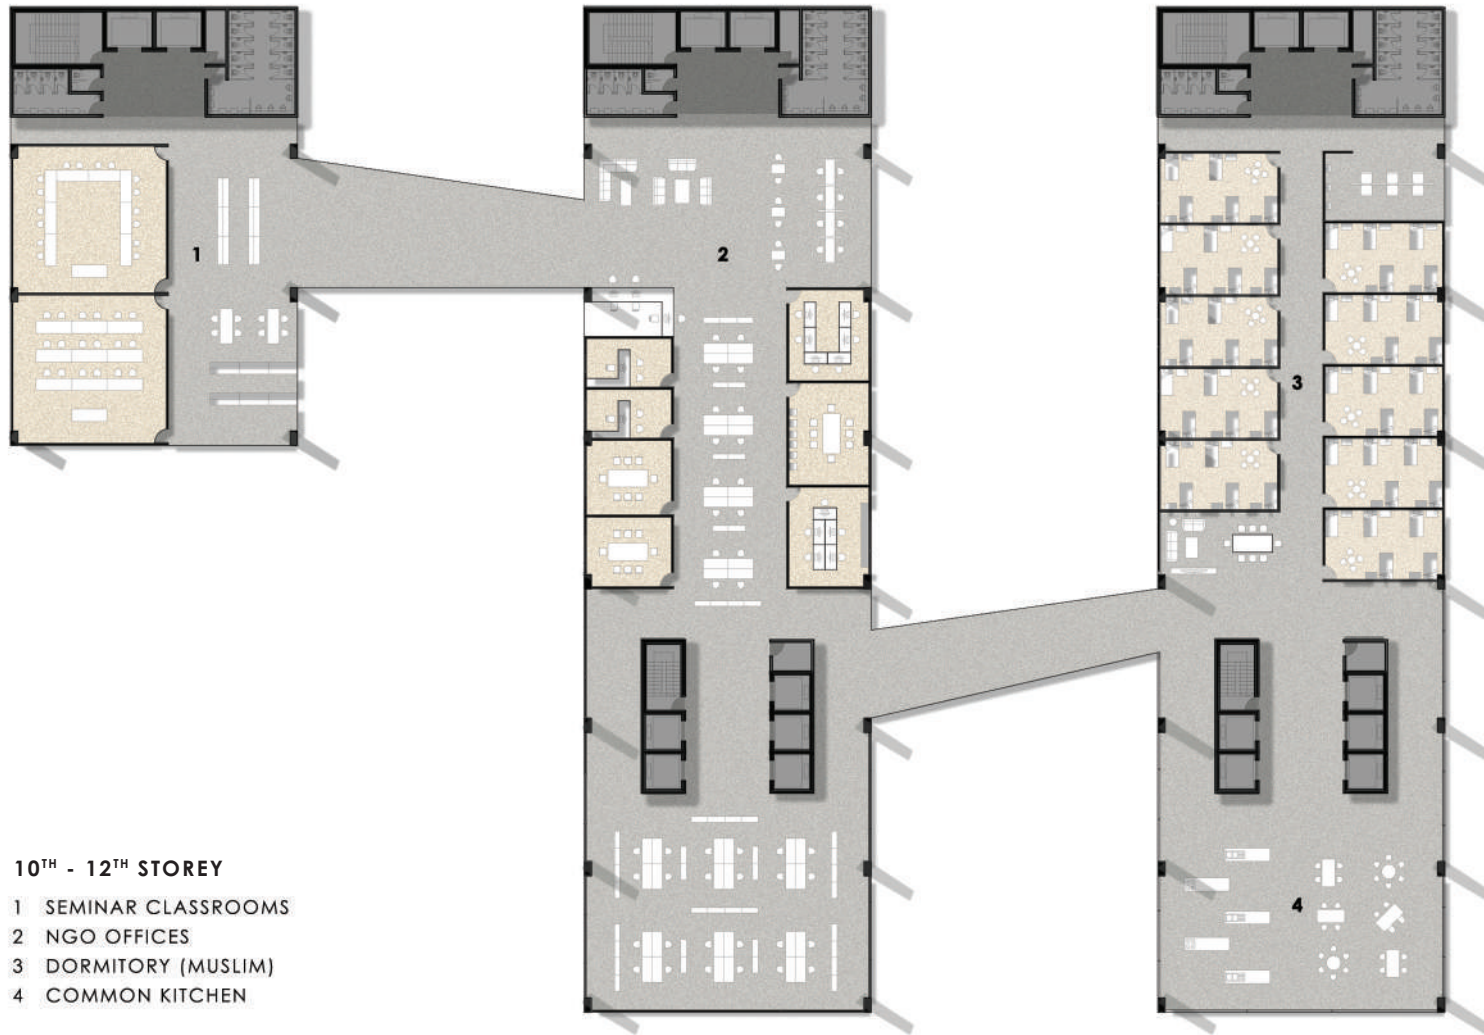 1
2
3
4
10TH - 12TH STOREY
1 SEMINAR CLASSROOMS
2 NGO OFFICES
3 DORMITORY (MUSLIM)
4 COMMON KITCHEN